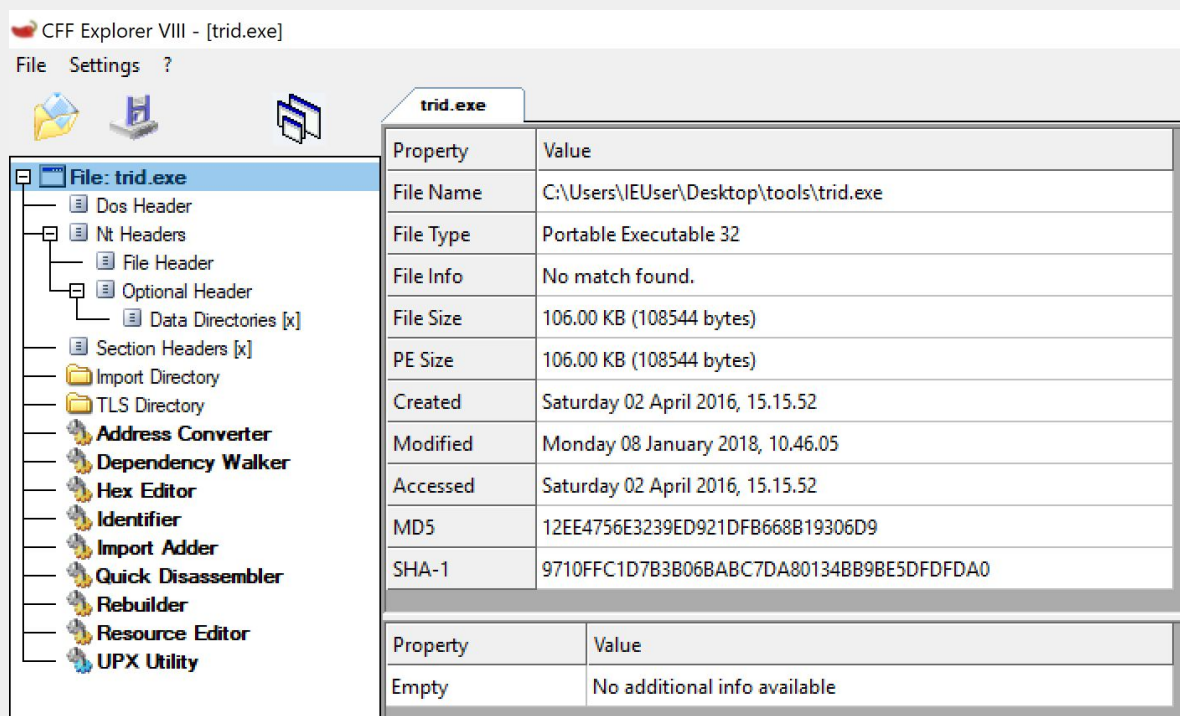 CFF Explorer VIII - [trid.exe]
File Settings ?
trid.exe
File: trid.exe
Dos Header
Nt Headers
File Header
Optional Header
Data Directories [x]
Section Headers [x]
Import Directory
TLS Directory
Address Converter
Dependency Walker
Hex Editor
Identifier
Import Adder
Quick Disassembler
Rebuilder
Resource Editor
UPX Utility
Property Value
File Name C:\Users\IEUser\Desktop\tools\trid.exe
File Type Portable Executable 32
File Info No match found.
File Size 106.00 KB (108544 bytes)
PE Size 106.00 KB (108544 bytes)
Created Saturday 02 April 2016, 15.15.52
Modified Monday 08 January 2018, 10.46.05
Accessed Saturday 02 April 2016, 15.15.52
MD5 12EE4756E3239ED921DFB668B19306D9
SHA-1 9710FFC1D7B3B06BABC7DA80134BB9BE5DFDFDA0
Property Value
Empty No additional info available